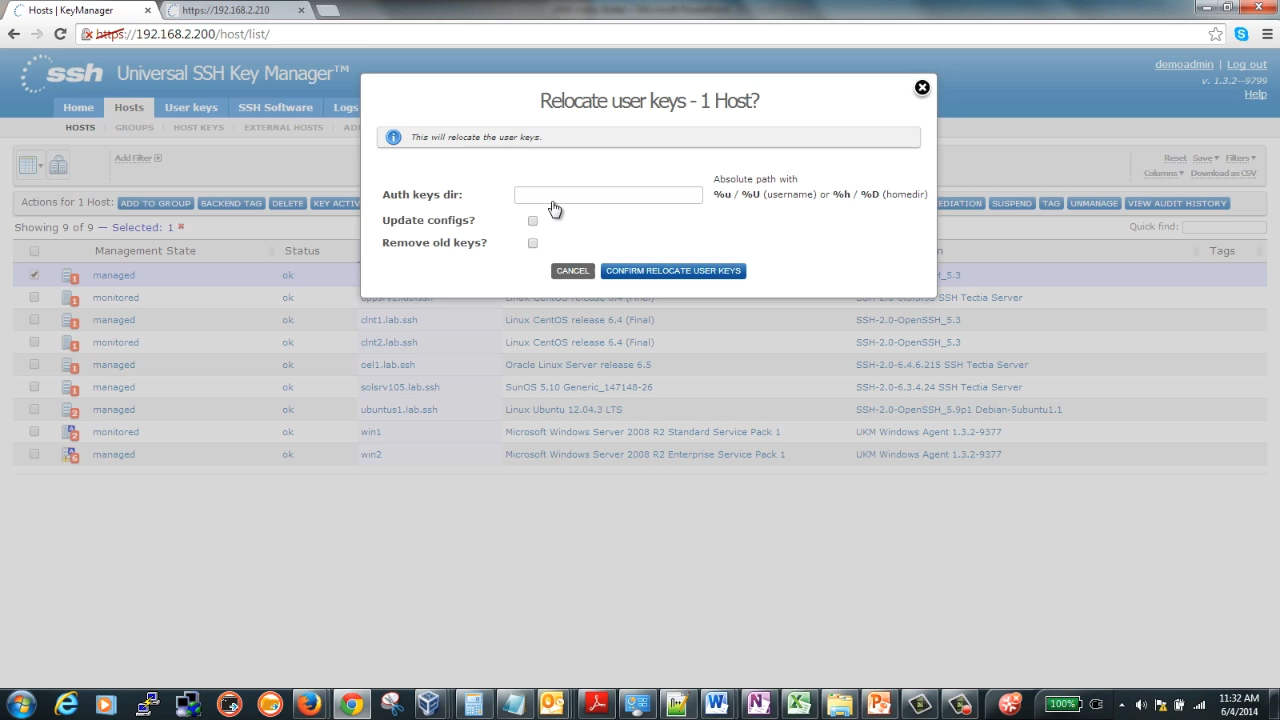 Hosts | KeyManager
https://192.168.2.210
https://192.168.2.200/host/list/
ssh Universal SSH Key Manager™
demoadmin | Log out
v. 1.3.2--9799
Help
Home Hosts User keys SSH Software Logs
HOSTS GROUPS HOST KEYS EXTERNAL HOSTS
Add Filter
Reset Save Filters
Columns Download as CSV
Actions for 1 Host: ADD TO GROUP BACKEND TAG DELETE KEY ACTIV
EDIATION SUSPEND TAG UNMANAGE VIEW AUDIT HISTORY
Showing 9 of 9 — Selected: 1
Quick find:
Management State Status on Tags
Relocate user keys - 1 Host?
This will relocate the user keys.
Absolute path with
Auth keys dir: %u / %U (username) or %h / %D (homedir)
Update configs?
Remove old keys?
CANCEL CONFIRM RELOCATE USER KEYS
managed ok H_5.3
monitored ok SSH Tectia Server
managed ok clnt1.lab.ssh Linux CentOS release 6.4 (Final) SSH-2.0-OpenSSH_5.3
monitored ok clnt2.lab.ssh Linux CentOS release 6.4 (Final) SSH-2.0-OpenSSH_5.3
managed ok oel1.lab.ssh Oracle Linux Server release 6.5 SSH-2.0-6.4.6.215 SSH Tectia Server
managed ok solsrv105.lab.ssh SunOS 5.10 Generic_147148-26 SSH-2.0-6.3.4.24 SSH Tectia Server
managed ok ubuntus1.lab.ssh Linux Ubuntu 12.04.3 LTS SSH-2.0-OpenSSH_5.9p1 Debian-5ubuntu1.1
monitored ok win1 Microsoft Windows Server 2008 R2 Standard Service Pack 1 UKM Windows Agent 1.3.2-9377
managed ok win2 Microsoft Windows Server 2008 R2 Enterprise Service Pack 1 UKM Windows Agent 1.3.2-9377
100%
11:32 AM
6/4/2014